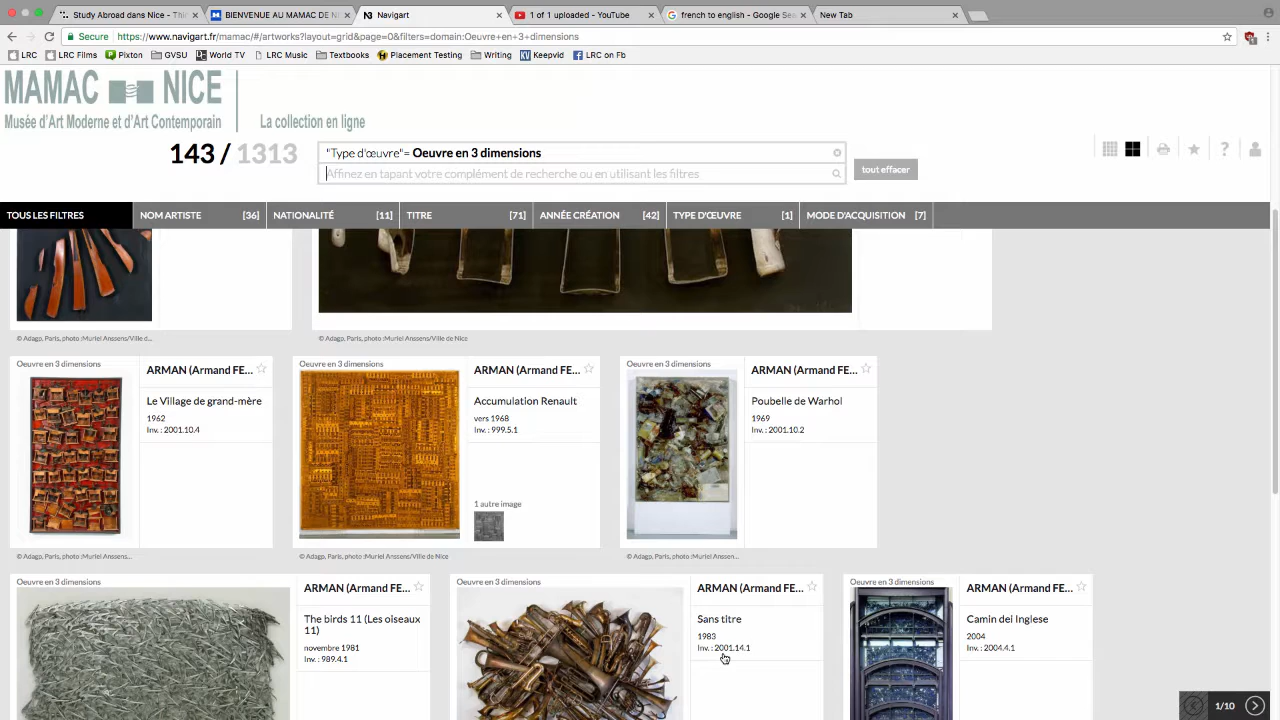 Study Abroad dans Nice - Thi
BIENVENUE AU MAMAC DE N
Navigart
1 of 1 uploaded - YouTube
french to english - Google Sea
New Tab
Secure
https://www.navigart.fr/mamac/#/artworks?layout=grid&page=0&filters=domain:Oeuvre+en+3+dimensions
LRC
LRC Films
Pixton
GVSU
World TV
LRC Music
Textbooks
Placement Testing
Writing
Keepvid
LRC on Fb
MAMAC NICE
Musée d'Art Moderne et d'Art Contemporain
La collection en ligne
143 / 1313
"Type d'œuvre"= Oeuvre en 3 dimensions
Affinez en tapant votre complément de recherche ou en utilisant les filtres
tout effacer
?
TOUS LES FILTRES
NOM ARTISTE [36]
NATIONALITÉ [11]
TITRE [71]
ANNÉE CRÉATION [42]
TYPE D'ŒUVRE [1]
MODE D'ACQUISITION [7]
© Adagp, Paris, photo :Muriel Anssens/Ville d...
© Adagp, Paris, photo :Muriel Anssens/Ville de Nice
Oeuvre en 3 dimensions
ARMAN (Armand FE...
Le Village de grand-mère
1962
Inv. : 2001.10.4
© Adagp, Paris, photo :Muriel Anssens...
Oeuvre en 3 dimensions
ARMAN (Armand FE...
Accumulation Renault
vers 1968
Inv. : 999.5.1
1 autre image
© Adagp, Paris, photo :Muriel Anssens/Ville de Nice
Oeuvre en 3 dimensions
ARMAN (Armand FE...
Poubelle de Warhol
1969
Inv. : 2001.10.2
© Adagp, Paris, photo :Muriel Anssen...
Oeuvre en 3 dimensions
ARMAN (Armand FE...
The birds 11 (Les oiseaux
11)
novembre 1981
Inv. : 989.4.1
Oeuvre en 3 dimensions
ARMAN (Armand FE...
Sans titre
1983
Inv. : 2001.14.1
Oeuvre en 3 dimensions
ARMAN (Armand FE...
Camin dei Inglese
2004
Inv. : 2004.4.1
1/10